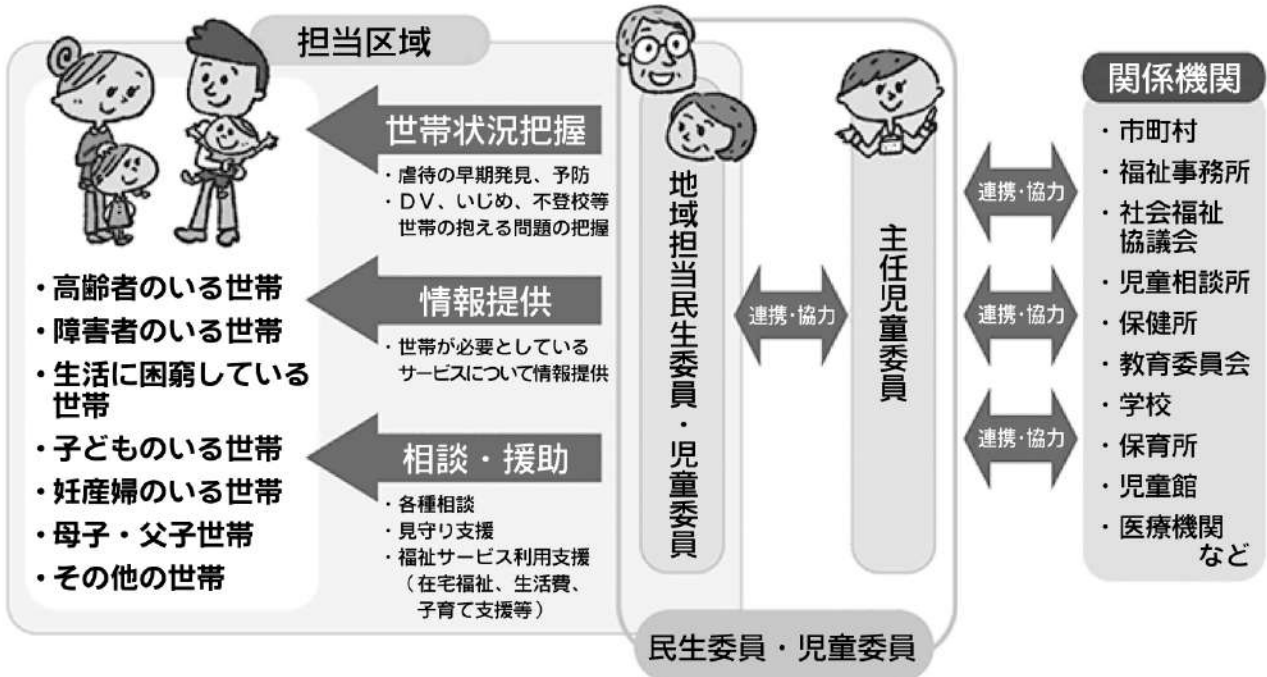 担当区域
・高齢者のいる世帯
・障害者のいる世帯
・生活に困窮している
世帯
・子どものいる世帯
・妊産婦のいる世帯
・母子・父子世帯
・その他の世帯
世帯状況把握
・虐待の早期発見、予防
・ＤＶ、いじめ、不登校等
世帯の抱える問題の把握
情報提供
・世帯が必要としている
サービスについて情報提供
相談・援助
・各種相談
・見守り支援
・福祉サービス利用支援
（在宅福祉、生活費、
子育て支援等）
地域担当民生委員・児童委員
連携・協力
主任児童委員
民生委員・児童委員
連携・協力
連携・協力
連携・協力
関係機関
・市町村
・福祉事務所
・社会福祉
協議会
・児童相談所
・保健所
・教育委員会
・学校
・保育所
・児童館
・医療機関
など